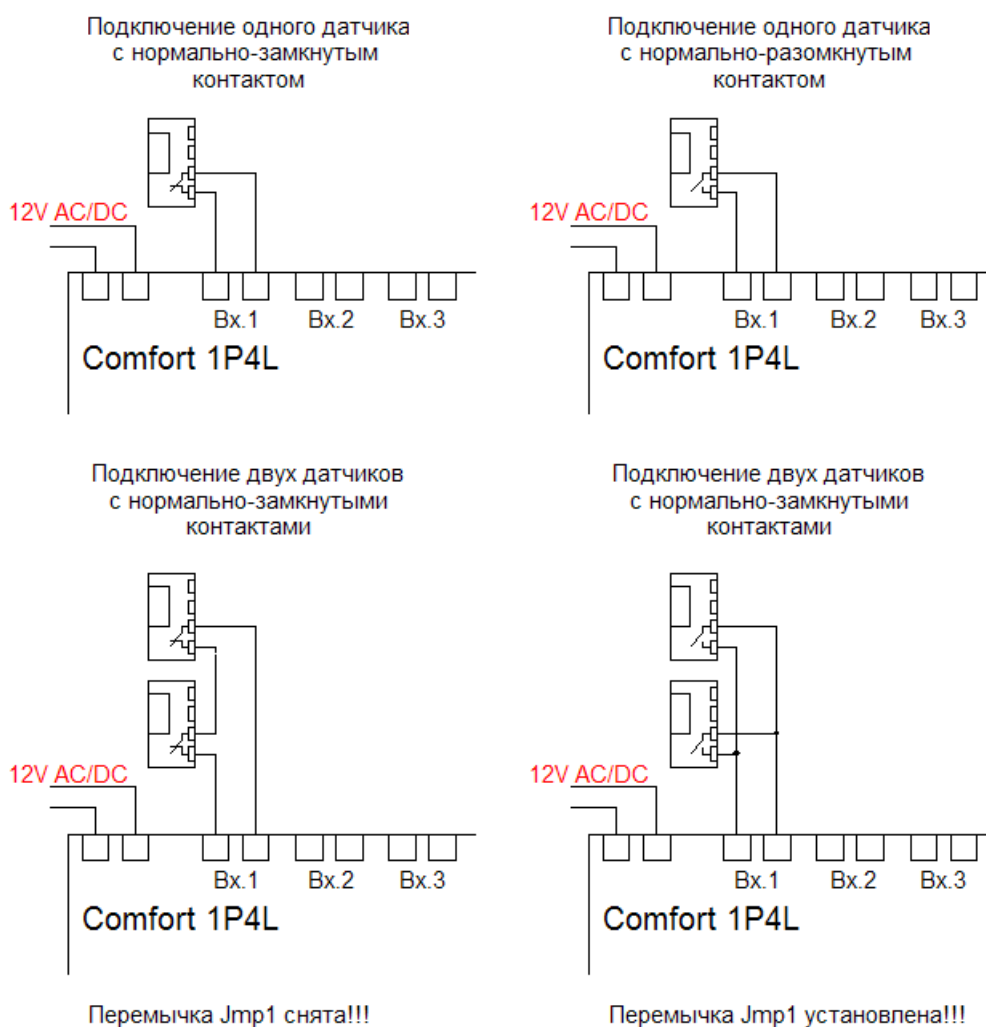 Подключение одного датчика
с нормально-замкнутым
контактом
12V AC/DC
Вх.1 Вх.2 Вх.3
Comfort 1P4L
Подключение одного датчика
с нормально-разомкнутым
контактом
12V AC/DC
Вх.1 Вх.2 Вх.3
Comfort 1P4L
Подключение двух датчиков
с нормально-замкнутыми
контактами
12V AC/DC
Вх.1 Вх.2 Вх.3
Comfort 1P4L
Перемычка Jmp1 снята!!!
Подключение двух датчиков
с нормально-замкнутыми
контактами
12V AC/DC
Вх.1 Вх.2 Вх.3
Comfort 1P4L
Перемычка Jmp1 установлена!!!